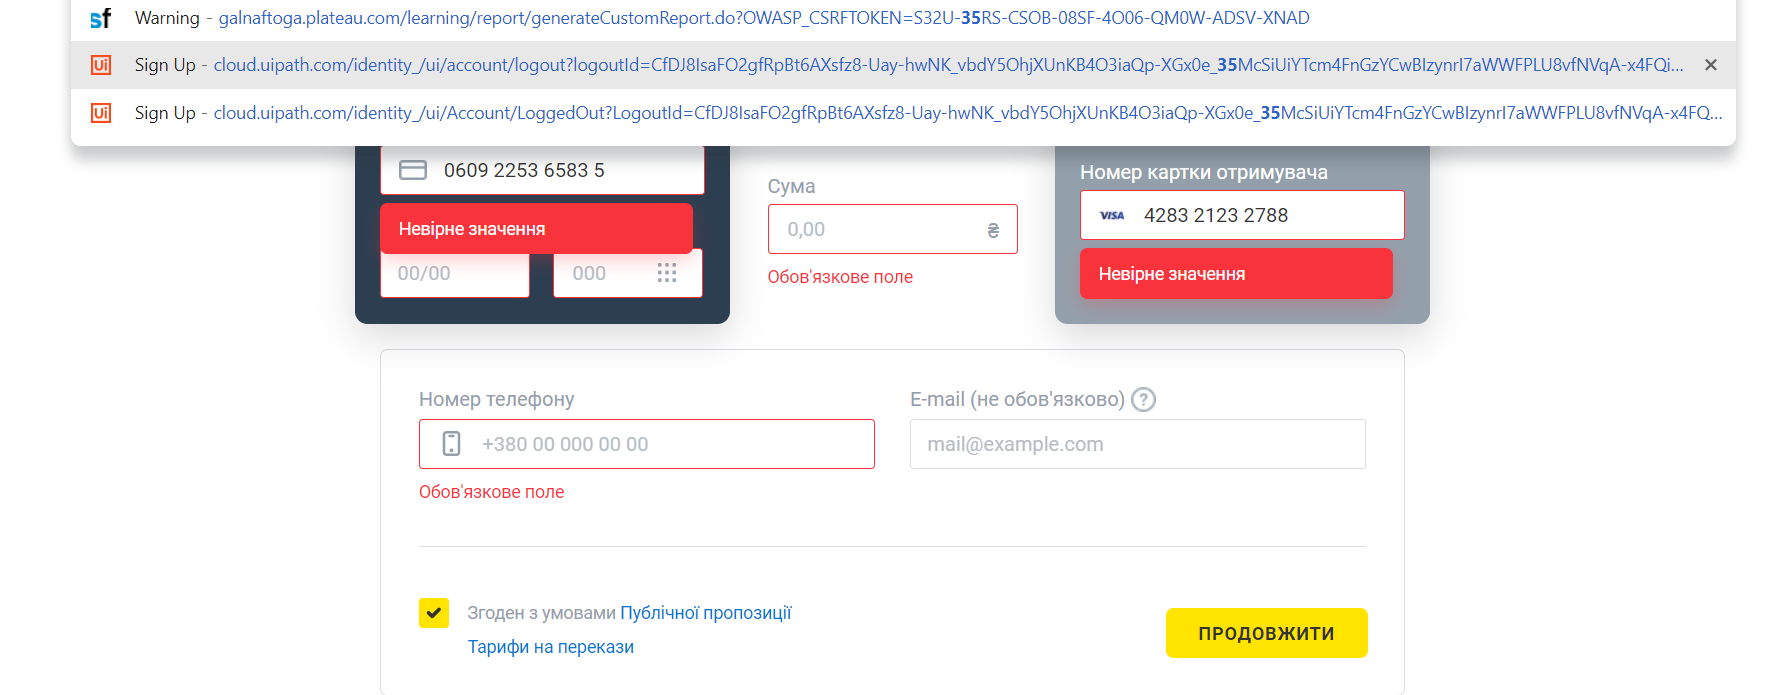 Warning - galnaftoga.plateau.com/learning/report/generateCustomReport.do?OWASP_CSRFTOKEN=S32U-35RS-CSOB-08SF-4O06-QM0W-ADSV-XNAD
Sign Up - cloud.uipath.com/identity_/ui/account/logout?logoutId=CfDJ8IsaFO2gfRpBt6AXsfz8-Uay-hwNK_vbdY5OhjXUnKB4O3iaQp-XGx0e_35McSiUiYTcm4FnGzYCwBIzynrI7aWWFPLU8vfNVqA-x4FQi...
Sign Up - cloud.uipath.com/identity_/ui/Account/LoggedOut?LogoutId=CfDJ8IsaFO2gfRpBt6AXsfz8-Uay-hwNK_vbdY5OhjXUnKB4O3iaQp-XGx0e_35McSiUiYTcm4FnGzYCwBIzynrI7aWWFPLU8vfNVqA-x4FQ...
0609 2253 6583 5
Невірне значення
00/00 000
Сума
0,00 ₴
Обов'язкове поле
Номер картки отримувача
VISA 4283 2123 2788
Невірне значення
Номер телефону
+380 00 000 00 00
Обов'язкове поле
E-mail (не обов'язково) ?
mail@example.com
Згоден з умовами Публічної пропозиції
Тарифи на перекази
ПРОДОВЖИТИ